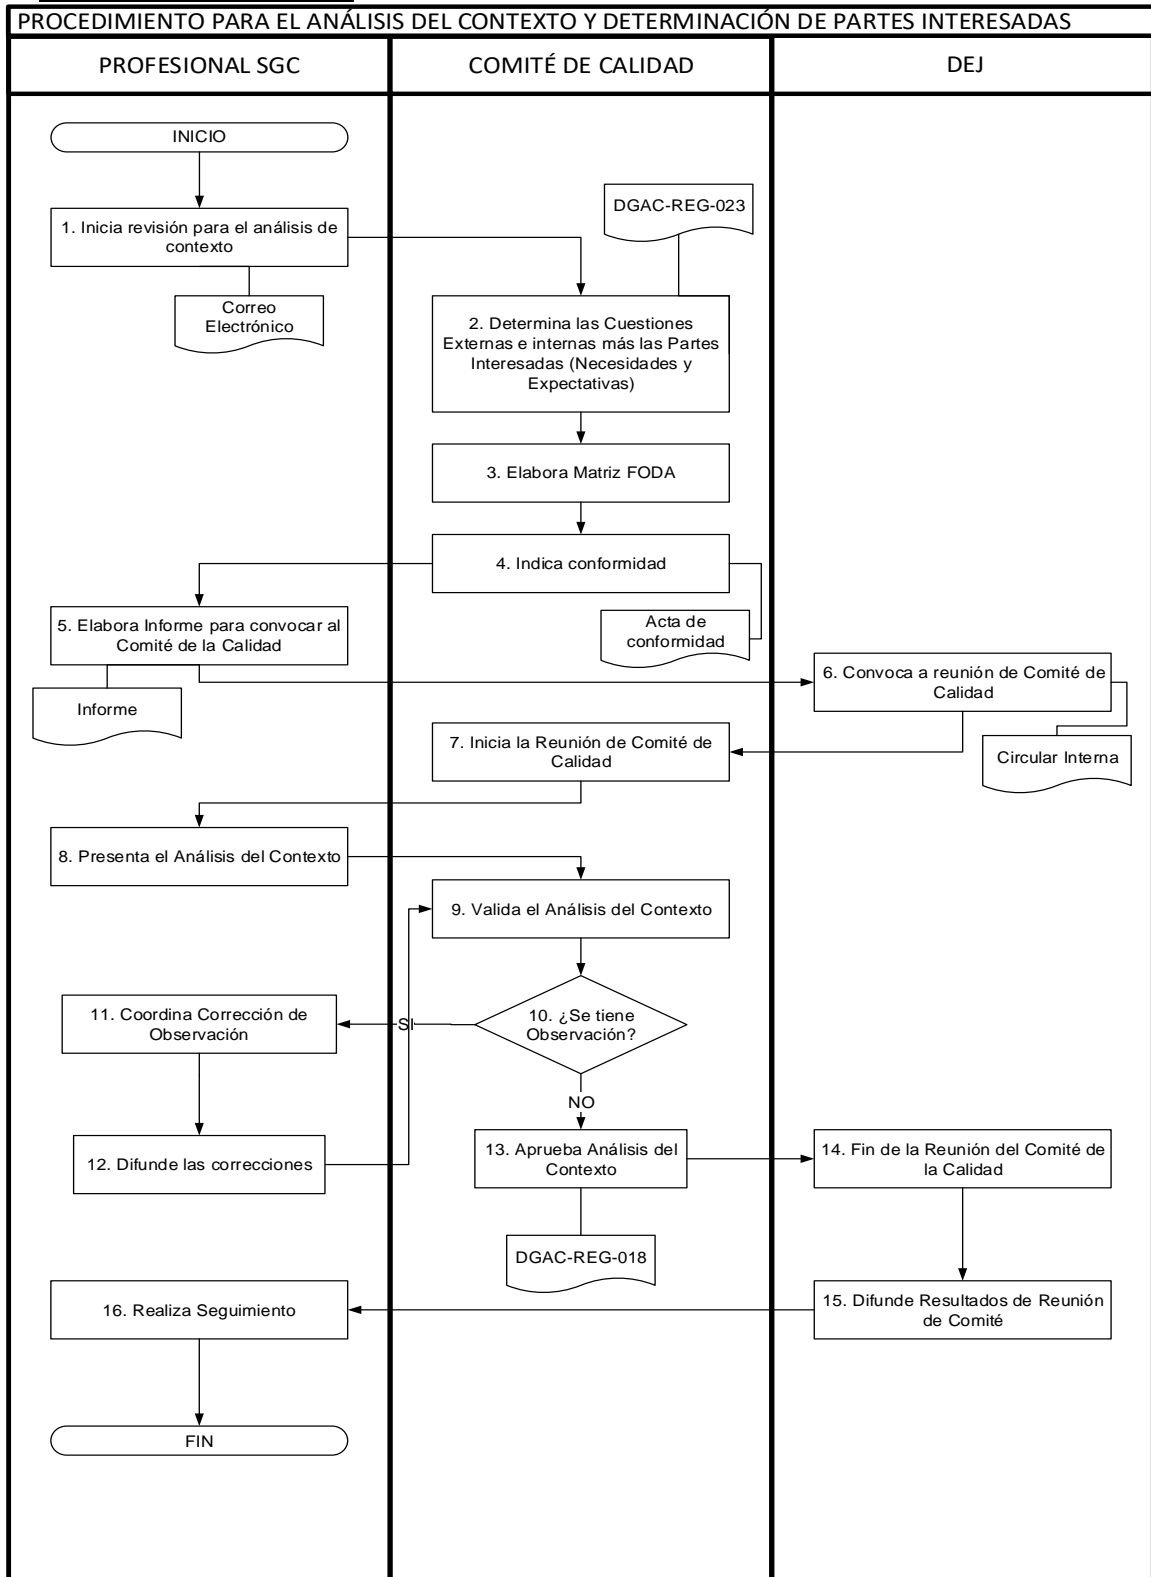 PROCEDIMIENTO PARA EL ANÁLISIS DEL CONTEXTO Y DETERMINACIÓN DE PARTES INTERESADAS
PROFESIONAL SGC
COMITÉ DE CALIDAD
DEJ
INICIO
DGAC-REG-023
1. Inicia revisión para el análisis de
contexto
Correo
Electrónico
2. Determina las Cuestiones
Externas e internas más las Partes
Interesadas (Necesidades y
Expectativas)
3. Elabora Matriz FODA
4. Indica conformidad
Acta de
conformidad
5. Elabora Informe para convocar al
Comité de la Calidad
Informe
6. Convoca a reunión de Comité de
Calidad
Circular Interna
7. Inicia la Reunión de Comité de
Calidad
8. Presenta el Análisis del Contexto
9. Valida el Análisis del Contexto
10. ¿Se tiene
Observación?
SI
11. Coordina Corrección de
Observación
NO
12. Difunde las correcciones
13. Aprueba Análisis del
Contexto
14. Fin de la Reunión del Comité de
la Calidad
DGAC-REG-018
15. Difunde Resultados de Reunión
de Comité
16. Realiza Seguimiento
FIN